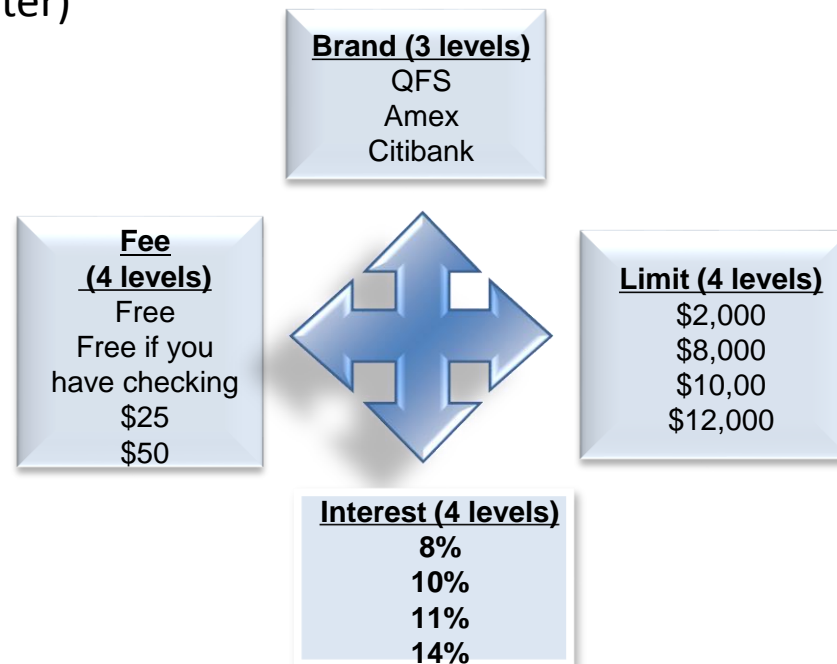 ter)
Brand (3 levels)
QFS
Amex
Citibank
Fee
(4 levels)
Free
Free if you
have checking
$25
$50
Limit (4 levels)
$2,000
$8,000
$10,00
$12,000
Interest (4 levels)
8%
10%
11%
14%